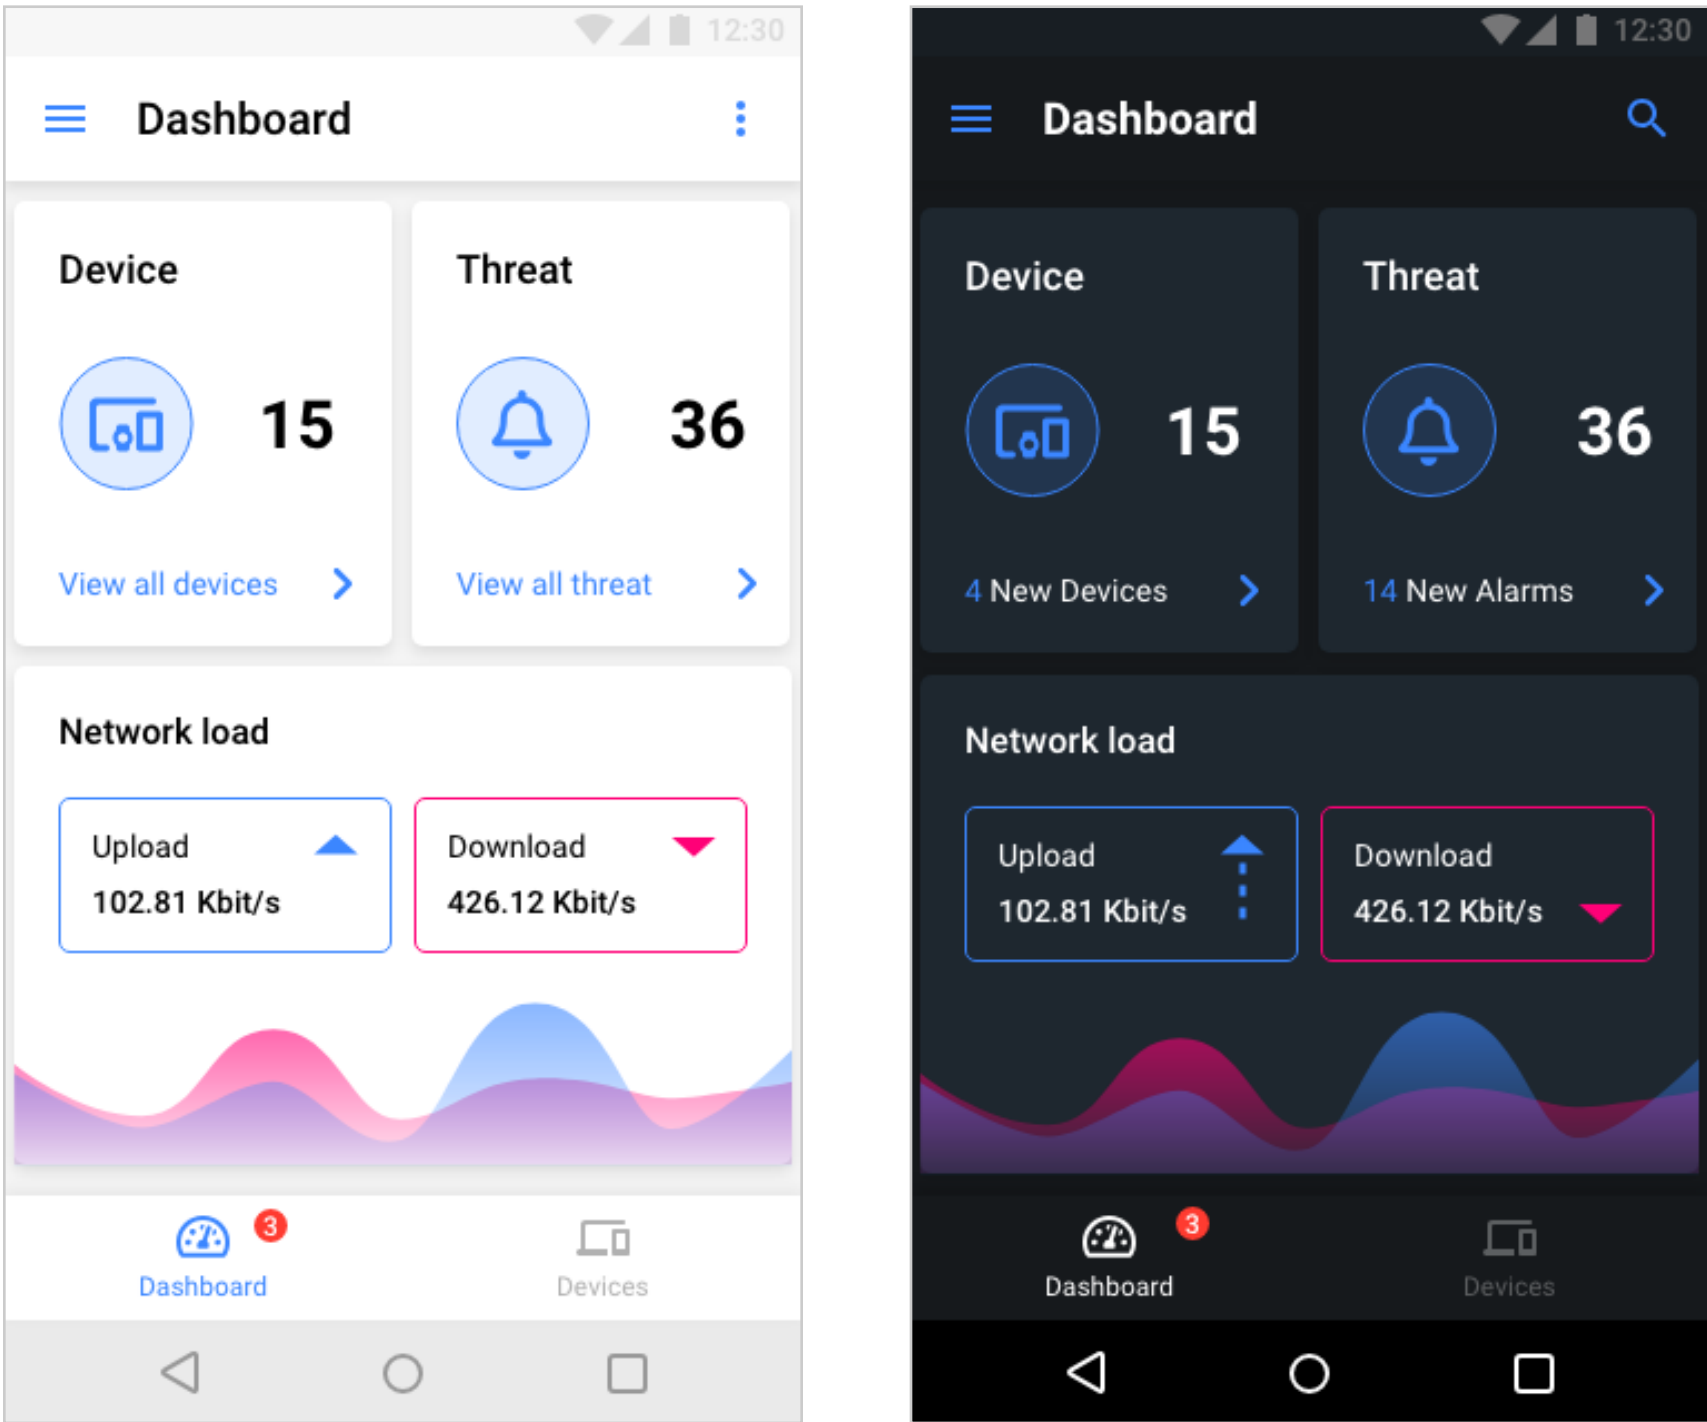 12:30
Dashboard
Device
Threat
15
36
View all devices
View all threat
Network load
Upload
102.81 Kbit/s
Download
426.12 Kbit/s
3
Dashboard
Devices
12:30
Dashboard
Device
Threat
15
36
4 New Devices
14 New Alarms
Network load
Upload
102.81 Kbit/s
Download
426.12 Kbit/s
3
Dashboard
Devices